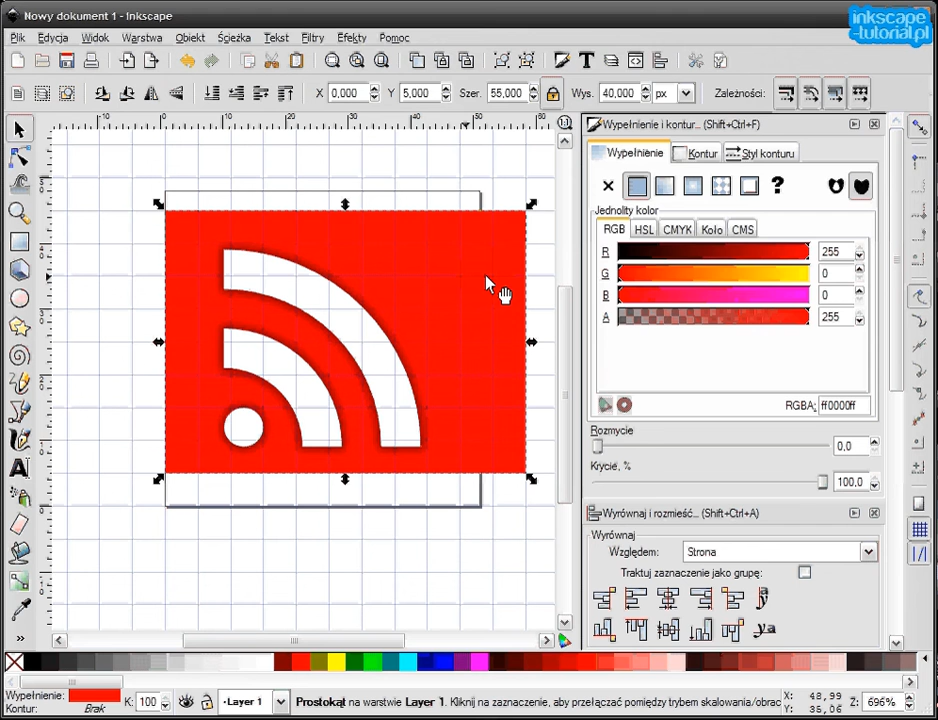 Nowy dokument 1 - Inkscape
inkscape
-tutorial.pl
Plik Edycja Widok Warstwa Obiekt Ścieżka Tekst Filtry Efekty Pomoc
X 0,000 Y 5,000 Szer. 55,000 Wys. 40,000 px Zależności:
Wypełnienie i kontur... (Shift+Ctrl+F)
Wypełnienie Kontur Styl konturu
Jednolity kolor
RGB HSL CMYK Koło CMS
R 255
G 0
B 0
A 255
RGBA: ff0000ff
Rozmycie
0,0
Krycie, %
100.0
Wyrównaj i rozmieść... (Shift+Ctrl+A)
Wyrównaj
Względem: Strona
Traktuj zaznaczenie jako grupę:
Wypełnienie:
Kontur: Brak
K: 100
Layer 1
Prostokąt na warstwie Layer 1. Kliknij na zaznaczenie, aby przełączać pomiędzy trybem skalowania/obrac
X: 48,99
Y: 35,06
Z: 696%